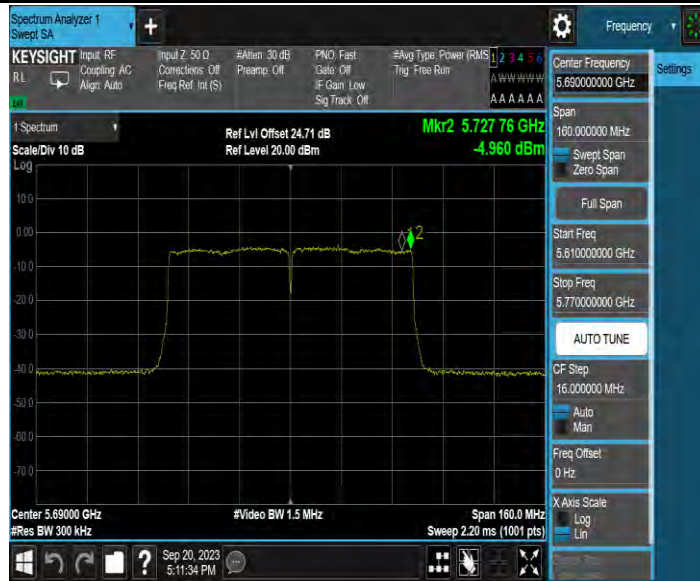 Spectrum Analyzer 1
Swept SA
+
Frequency
Settings
KEYSIGHT
RL
Input: RF
Coupling: AC
Align: Auto
Input Z: 50 Ω
Corrections: Off
Freq Ref: Int (S)
#Atten: 30 dB
Preamp: Off
PNO: Fast
Gate: Off
IF Gain: Low
Sig Track: Off
#Avg Type: Power (RMS
Trig: Free Run
1 2 3 4 5 6
A W W W W W
A A A A A A
1 Spectrum
Scale/Div 10 dB
Log
Ref Lvl Offset 24.71 dB
Ref Level 20.00 dBm
Mkr2 5.727 76 GHz
-4.960 dBm
10.0
0.00
-10.0
-20.0
-30.0
-40.0
-50.0
-60.0
-70.0
2
Center 5.69000 GHz
#Res BW 300 kHz
#Video BW 1.5 MHz
Span 160.0 MHz
Sweep 2.20 ms (1001 pts)
Center Frequency
5.690000000 GHz
Span
160.000000 MHz
Swept Span
Zero Span
Full Span
Start Freq
5.610000000 GHz
Stop Freq
5.770000000 GHz
AUTO TUNE
CF Step
16.000000 MHz
Auto
Man
Freq Offset
0 Hz
X Axis Scale
Log
Lin
?
Sep 20, 2023
5:11:34 PM